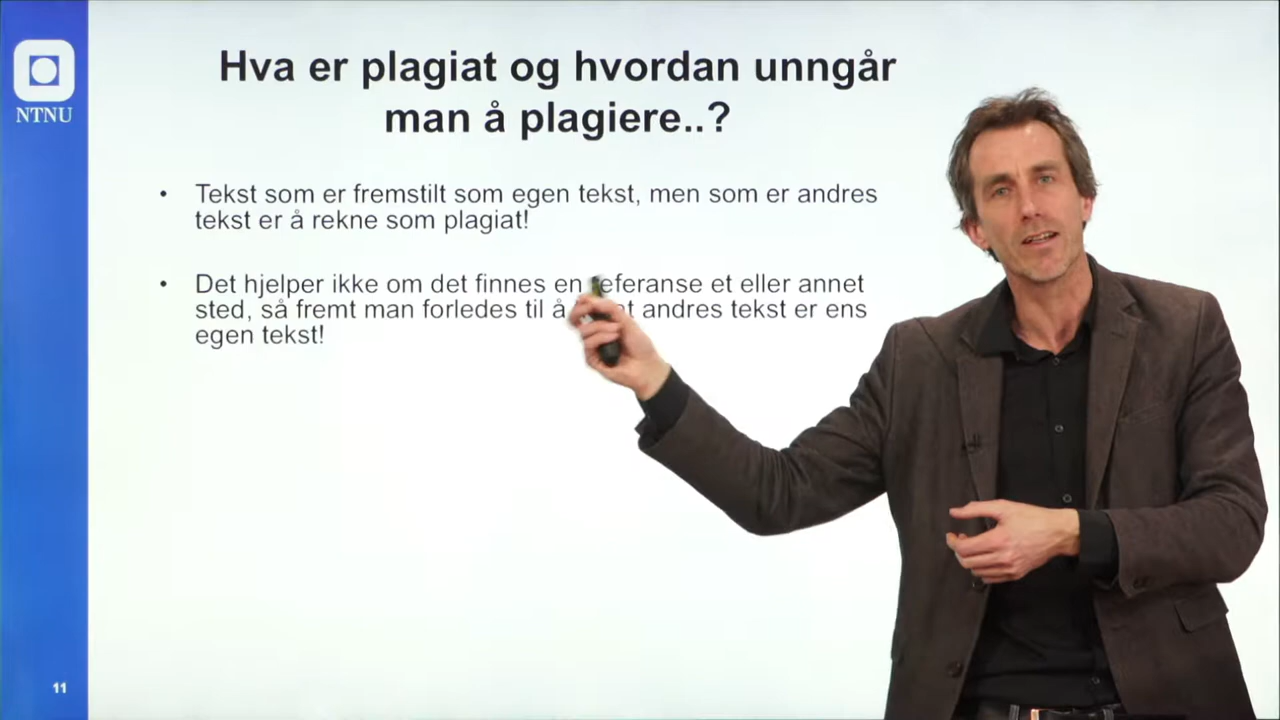 NTNU
Hva er plagiat og hvordan unngår
man å plagiere..?
• Tekst som er fremstilt som egen tekst, men som er andres
tekst er å rekne som plagiat!
• Det hjelper ikke om det finnes en referanse et eller annet
sted, så fremt man forledes til å at andres tekst er ens
egen tekst!
11